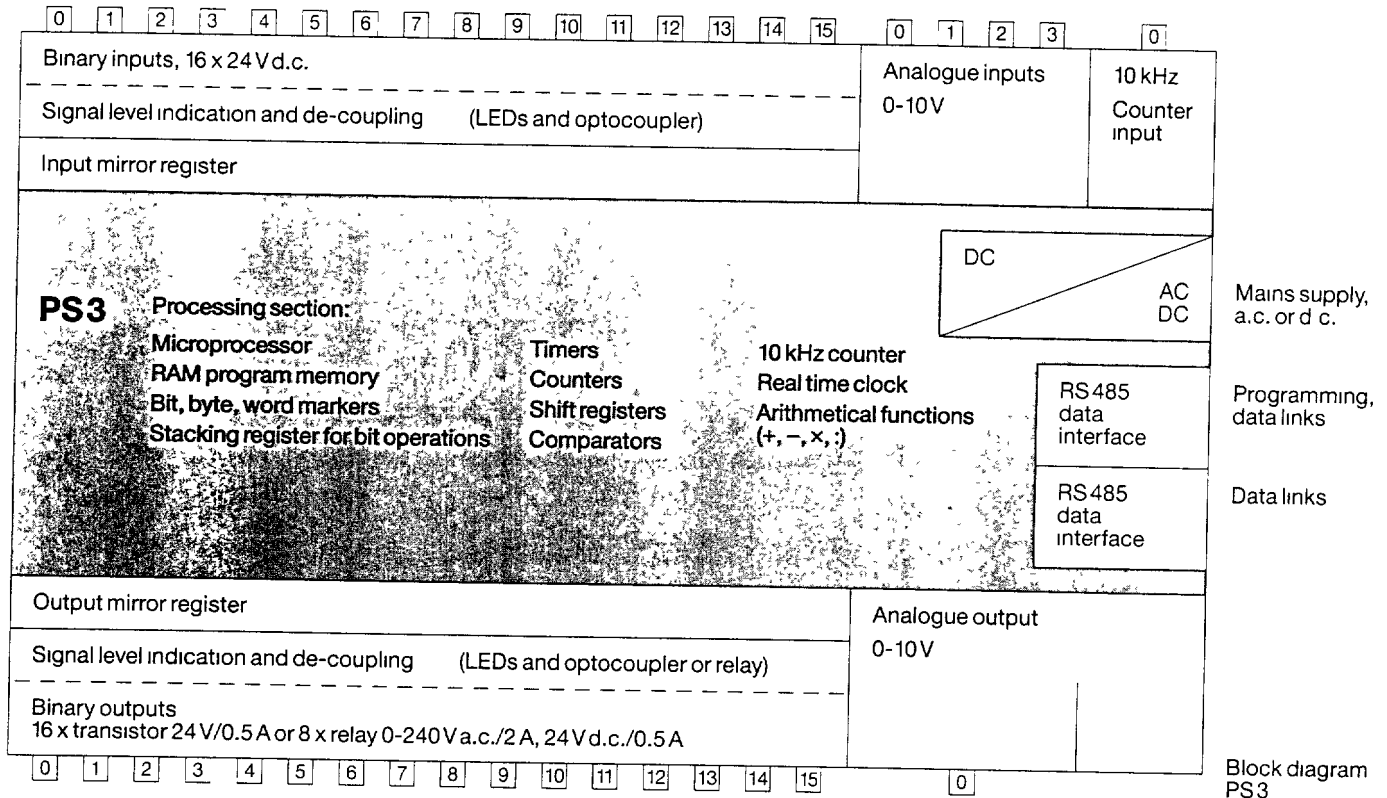 0 1 2 3 4 5 6 7 8 9 10 11 12 13 14 15 0 1 2 3 0
Binary inputs, 16 x 24 V d.c.
Signal level indication and de-coupling (LEDs and optocoupler)
Input mirror register
Analogue inputs
0-10 V
10 kHz
Counter
input
DC
AC
DC
Mains supply,
a.c. or d c.
PS3
Processing section:
Microprocessor
RAM program memory
Bit, byte, word markers
Stacking register for bit operations
Timers
Counters
Shift registers
Comparators
10 kHz counter
Real time clock
Arithmetical functions
(+, −, ×, :)
RS 485
data
interface
Programming,
data links
RS 485
data
interface
Data links
Output mirror register
Signal level indication and de-coupling (LEDs and optocoupler or relay)
Binary outputs
16 x transistor 24 V/0.5 A or 8 x relay 0-240 V a.c./2 A, 24 V d.c./0.5 A
Analogue output
0-10 V
0 1 2 3 4 5 6 7 8 9 10 11 12 13 14 15 0
Block diagram
PS3